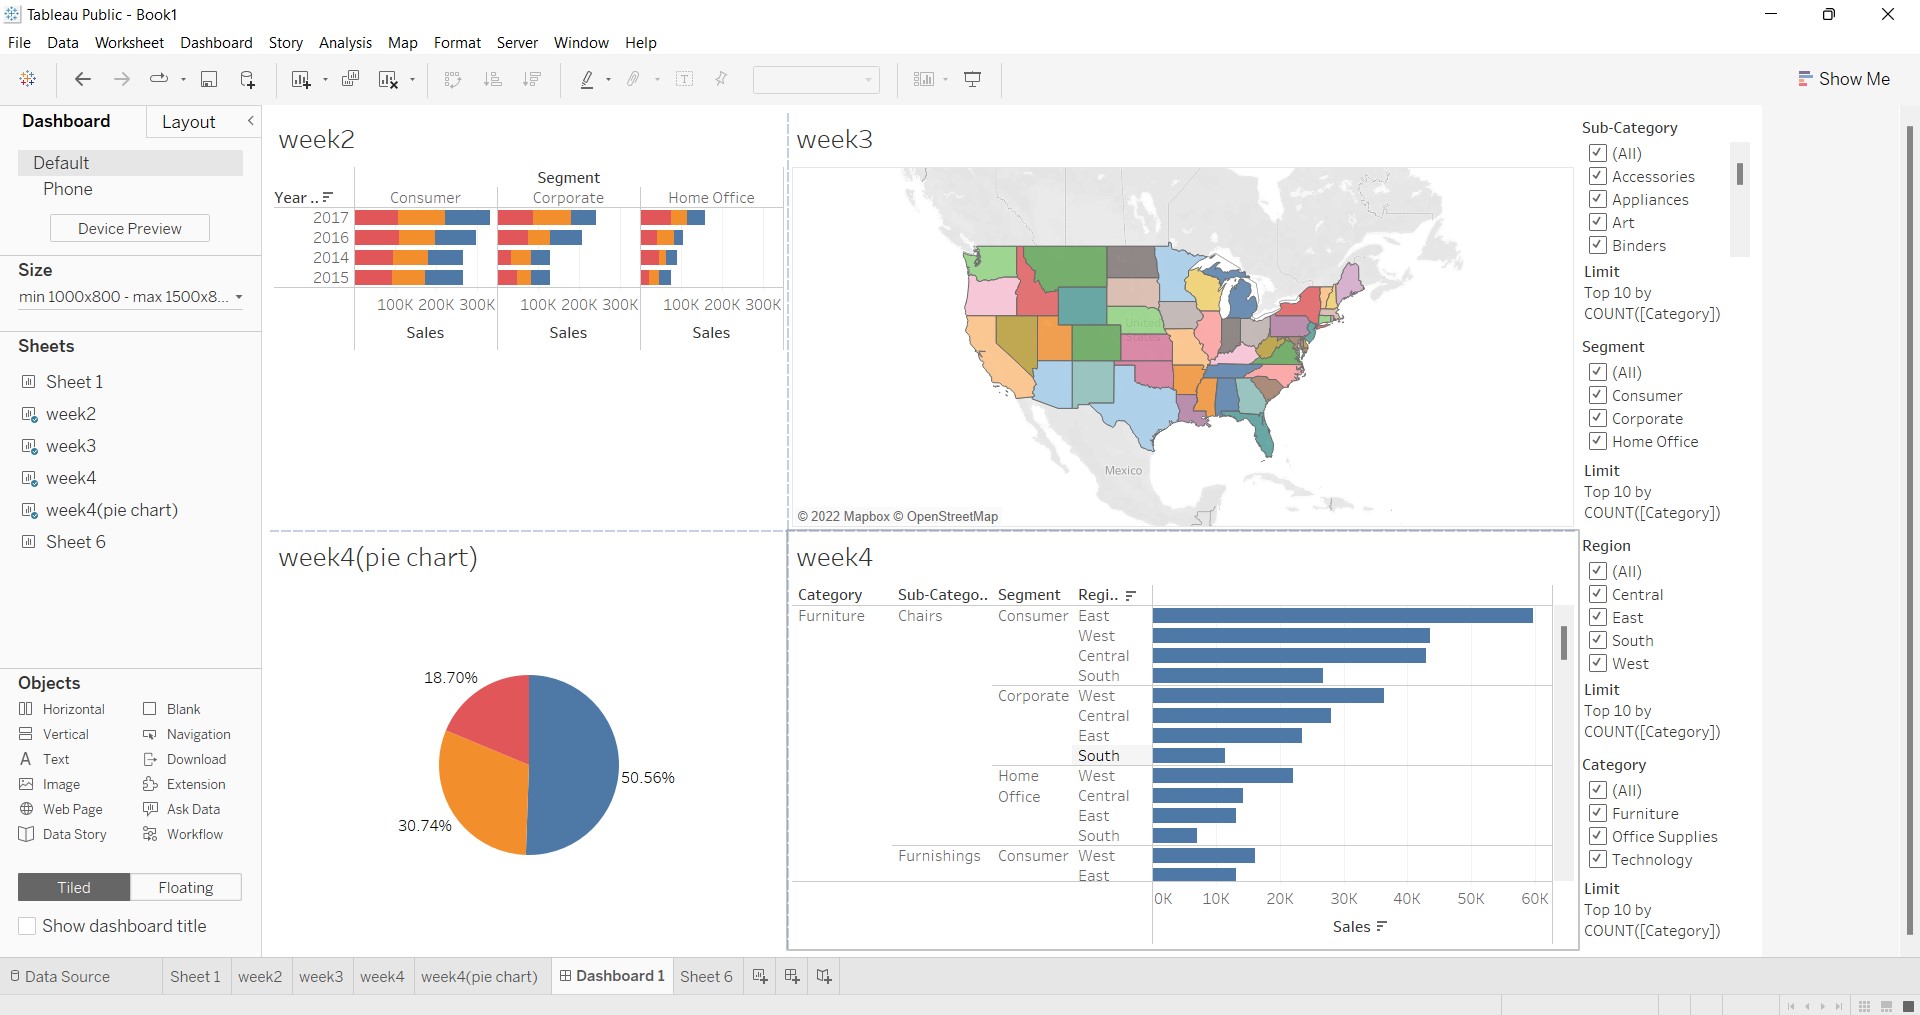 Tableau Public - Book1
File Data Worksheet Dashboard Story Analysis Map Format Server Window Help
Show Me
Dashboard Layout
Default
Phone
Device Preview
Size
min 1000x800 - max 1500x8...
Sheets
Sheet 1
week2
week3
week4
week4(pie chart)
Sheet 6
Objects
Horizontal Blank
Vertical Navigation
A Text Download
Image Extension
Web Page Ask Data
Data Story Workflow
Tiled Floating
Show dashboard title
week2
Segment
Year .. Consumer Corporate Home Office
2017
2016
2014
2015
100K 200K 300K 100K 200K 300K 100K 200K 300K
Sales Sales Sales
week3
United
States
Mexico
© 2022 Mapbox © OpenStreetMap
week4(pie chart)
18.70%
50.56%
30.74%
week4
Category Sub-Catego.. Segment Regi..
Furniture Chairs Consumer East
West
Central
South
Corporate West
Central
East
South
Home Office West
Central
East
South
Furnishings Consumer West
East
0K 10K 20K 30K 40K 50K 60K
Sales
Sub-Category
(All)
Accessories
Appliances
Art
Binders
Limit
Top 10 by
COUNT([Category])
Segment
(All)
Consumer
Corporate
Home Office
Limit
Top 10 by
COUNT([Category])
Region
(All)
Central
East
South
West
Limit
Top 10 by
COUNT([Category])
Category
(All)
Furniture
Office Supplies
Technology
Limit
Top 10 by
COUNT([Category])
Data Source Sheet 1 week2 week3 week4 week4(pie chart) Dashboard 1 Sheet 6